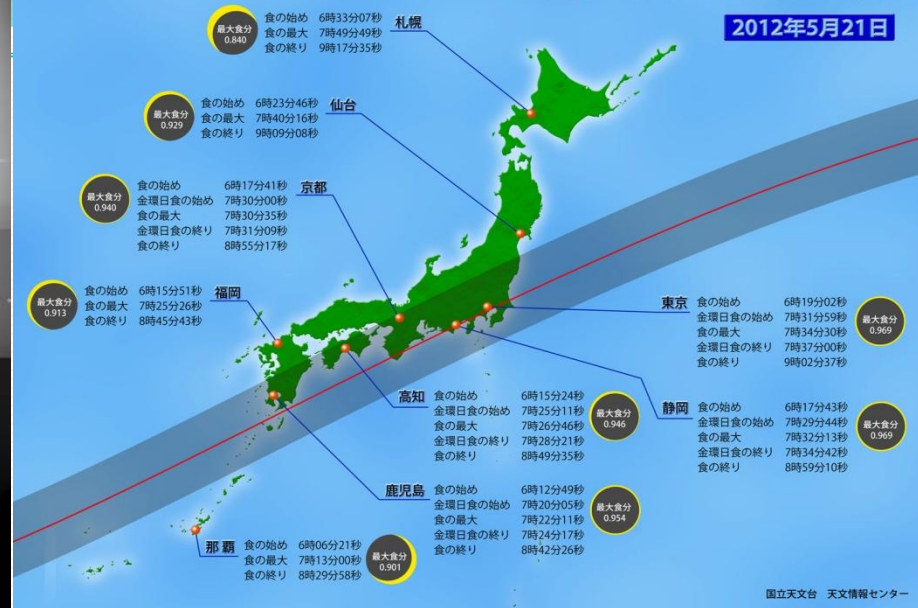 2012年5月21日
最大食分
0.840
食の始め 6時33分07秒
食の最大 7時49分49秒
食の終り 9時17分35秒
札幌
最大食分
0.929
食の始め 6時23分46秒
食の最大 7時40分16秒
食の終り 9時09分08秒
仙台
最大食分
0.940
食の始め 6時17分41秒
金環日食の始め 7時30分00秒
食の最大 7時30分35秒
金環日食の終り 7時31分09秒
食の終り 8時55分17秒
京都
最大食分
0.913
食の始め 6時15分51秒
食の最大 7時25分26秒
食の終り 8時45分43秒
福岡
東京
食の始め 6時19分02秒
金環日食の始め 7時31分59秒
食の最大 7時34分30秒
金環日食の終り 7時37分00秒
食の終り 9時02分37秒
最大食分
0.969
高知
食の始め 6時15分24秒
金環日食の始め 7時25分11秒
食の最大 7時26分46秒
金環日食の終り 7時28分21秒
食の終り 8時49分35秒
最大食分
0.946
静岡
食の始め 6時17分43秒
金環日食の始め 7時29分44秒
食の最大 7時32分13秒
金環日食の終り 7時34分42秒
食の終り 8時59分10秒
最大食分
0.969
鹿児島
食の始め 6時12分49秒
金環日食の始め 7時20分05秒
食の最大 7時22分11秒
金環日食の終り 7時24分17秒
食の終り 8時42分26秒
最大食分
0.954
那覇
食の始め 6時06分21秒
食の最大 7時13分00秒
食の終り 8時29分58秒
最大食分
0.901
国立天文台 天文情報センター